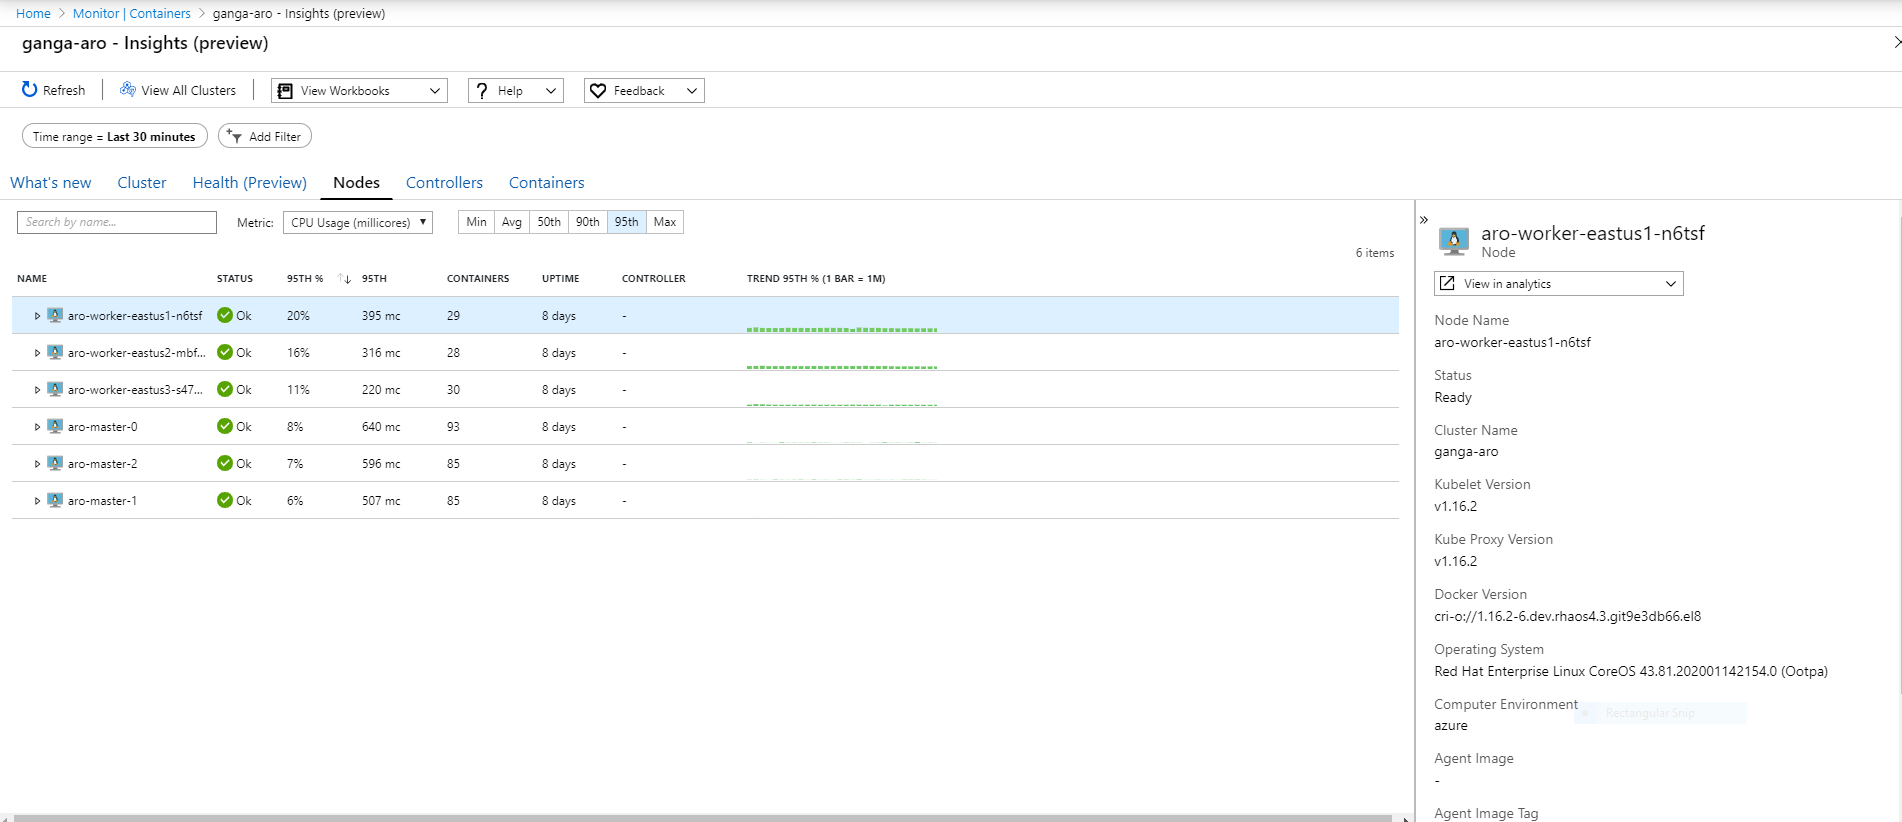 Home > Monitor | Containers > ganga-aro - Insights (preview)
ganga-aro - Insights (preview)
Refresh View All Clusters View Workbooks Help Feedback
Time range = Last 30 minutes Add Filter
What's new Cluster Health (Preview) Nodes Controllers Containers
Search by name... Metric: CPU Usage (millicores) Min Avg 50th 90th 95th Max
6 items
NAME STATUS 95TH % 95TH CONTAINERS UPTIME CONTROLLER TREND 95TH % (1 BAR = 1M)
aro-worker-eastus1-n6tsf Ok 20% 395 mc 29 8 days -
aro-worker-eastus2-mbf... Ok 16% 316 mc 28 8 days -
aro-worker-eastus3-s47... Ok 11% 220 mc 30 8 days -
aro-master-0 Ok 8% 640 mc 93 8 days -
aro-master-2 Ok 7% 596 mc 85 8 days -
aro-master-1 Ok 6% 507 mc 85 8 days -
aro-worker-eastus1-n6tsf
Node
View in analytics
Node Name
aro-worker-eastus1-n6tsf
Status
Ready
Cluster Name
ganga-aro
Kubelet Version
v1.16.2
Kube Proxy Version
v1.16.2
Docker Version
cri-o://1.16.2-6.dev.rhaos4.3.git9e3db66.el8
Operating System
Red Hat Enterprise Linux CoreOS 43.81.202001142154.0 (Ootpa)
Computer Environment
Rectangular Snip
azure
Agent Image
-
Agent Image Tag